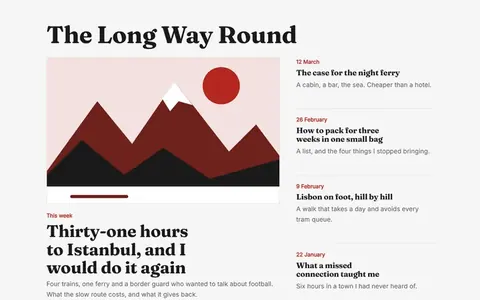 The Long Way Round
This week
Thirty-one hours
to Istanbul, and I
would do it again
Four trains, one ferry and a border guard who wanted to talk about football.
What the slow route costs, and what it gives back.
12 March
The case for the night ferry
A cabin, a bar, the sea. Cheaper than a hotel.
26 February
How to pack for three
weeks in one small bag
A list, and the four things I stopped bringing.
9 February
Lisbon on foot, hill by hill
A walk that takes a day and avoids every
tram queue.
22 January
What a missed
connection taught me
Six hours in a town I had never heard of.